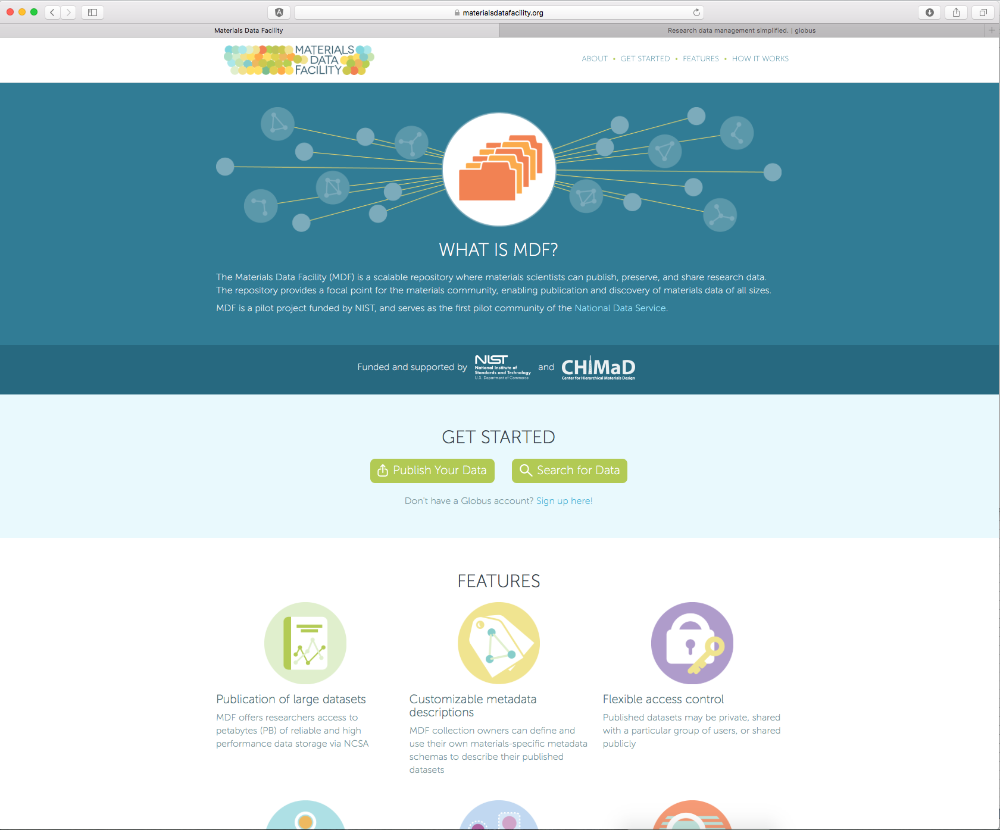 materialsdatafacility.org
Materials Data Facility
Research data management simplified. | globus
MATERIALS
DATA
FACILITY
ABOUT • GET STARTED • FEATURES • HOW IT WORKS
WHAT IS MDF?
The Materials Data Facility (MDF) is a scalable repository where materials scientists can publish, preserve, and share research data.
The repository provides a focal point for the materials community, enabling publication and discovery of materials data of all sizes.
MDF is a pilot project funded by NIST, and serves as the first pilot community of the National Data Service.
Funded and supported by
NIST
National Institute of
Standards and Technology
U.S. Department of Commerce
and
CHiMaD
Center for Hierarchical Materials Design
GET STARTED
Publish Your Data
Search for Data
Don't have a Globus account? Sign up here!
FEATURES
Publication of large datasets
MDF offers researchers access to
petabytes (PB) of reliable and high
performance data storage via NCSA
Customizable metadata
descriptions
MDF collection owners can define and
use their own materials-specific metadata
schemas to describe their published
datasets
Flexible access control
Published datasets may be private, shared
with a particular group of users, or shared
publicly